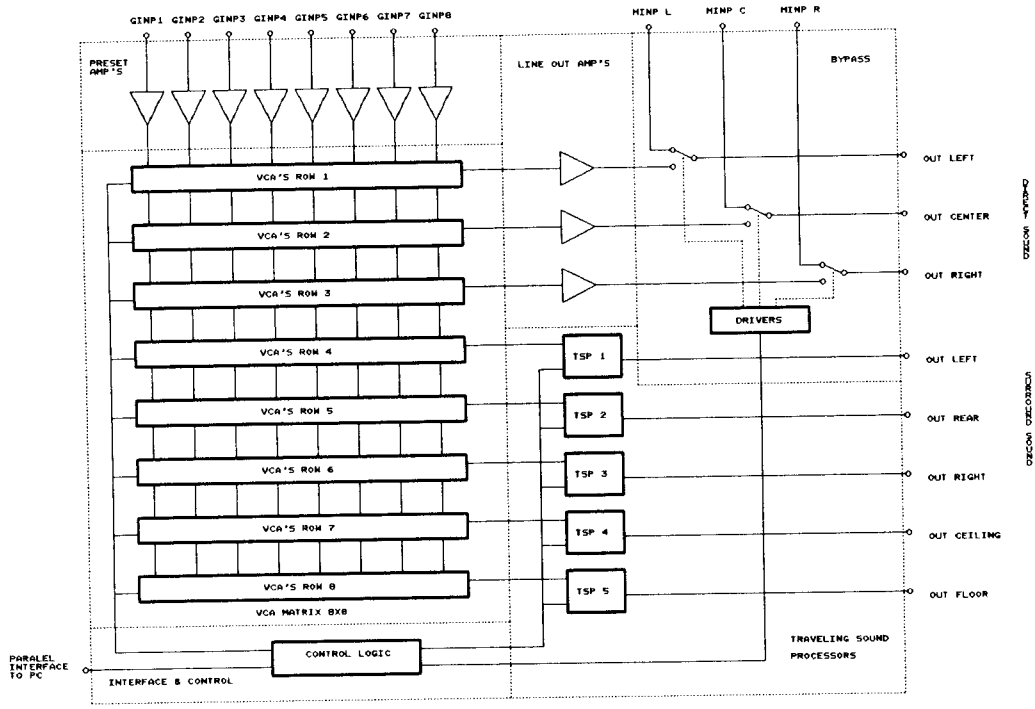 GINP1 GINP2 GINP3 GINP4 GINP5 GINP6 GINP7 GINP8
MINP L MINP C MINP R
PRESET
AMP'S
LINE OUT AMP'S
BYPASS
VCA'S ROW 1
OUT LEFT
VCA'S ROW 2
OUT CENTER
VCA'S ROW 3
OUT RIGHT
DIRECT SOUND
DRIVERS
VCA'S ROW 4
TSP 1
OUT LEFT
VCA'S ROW 5
TSP 2
OUT REAR
SURROUND SOUND
VCA'S ROW 6
TSP 3
OUT RIGHT
VCA'S ROW 7
TSP 4
OUT CEILING
VCA'S ROW 8
TSP 5
OUT FLOOR
VCA MATRIX 8X8
CONTROL LOGIC
TRAVELING SOUND
PROCESSORS
PARALEL
INTERFACE
TO PC
INTERFACE & CONTROL